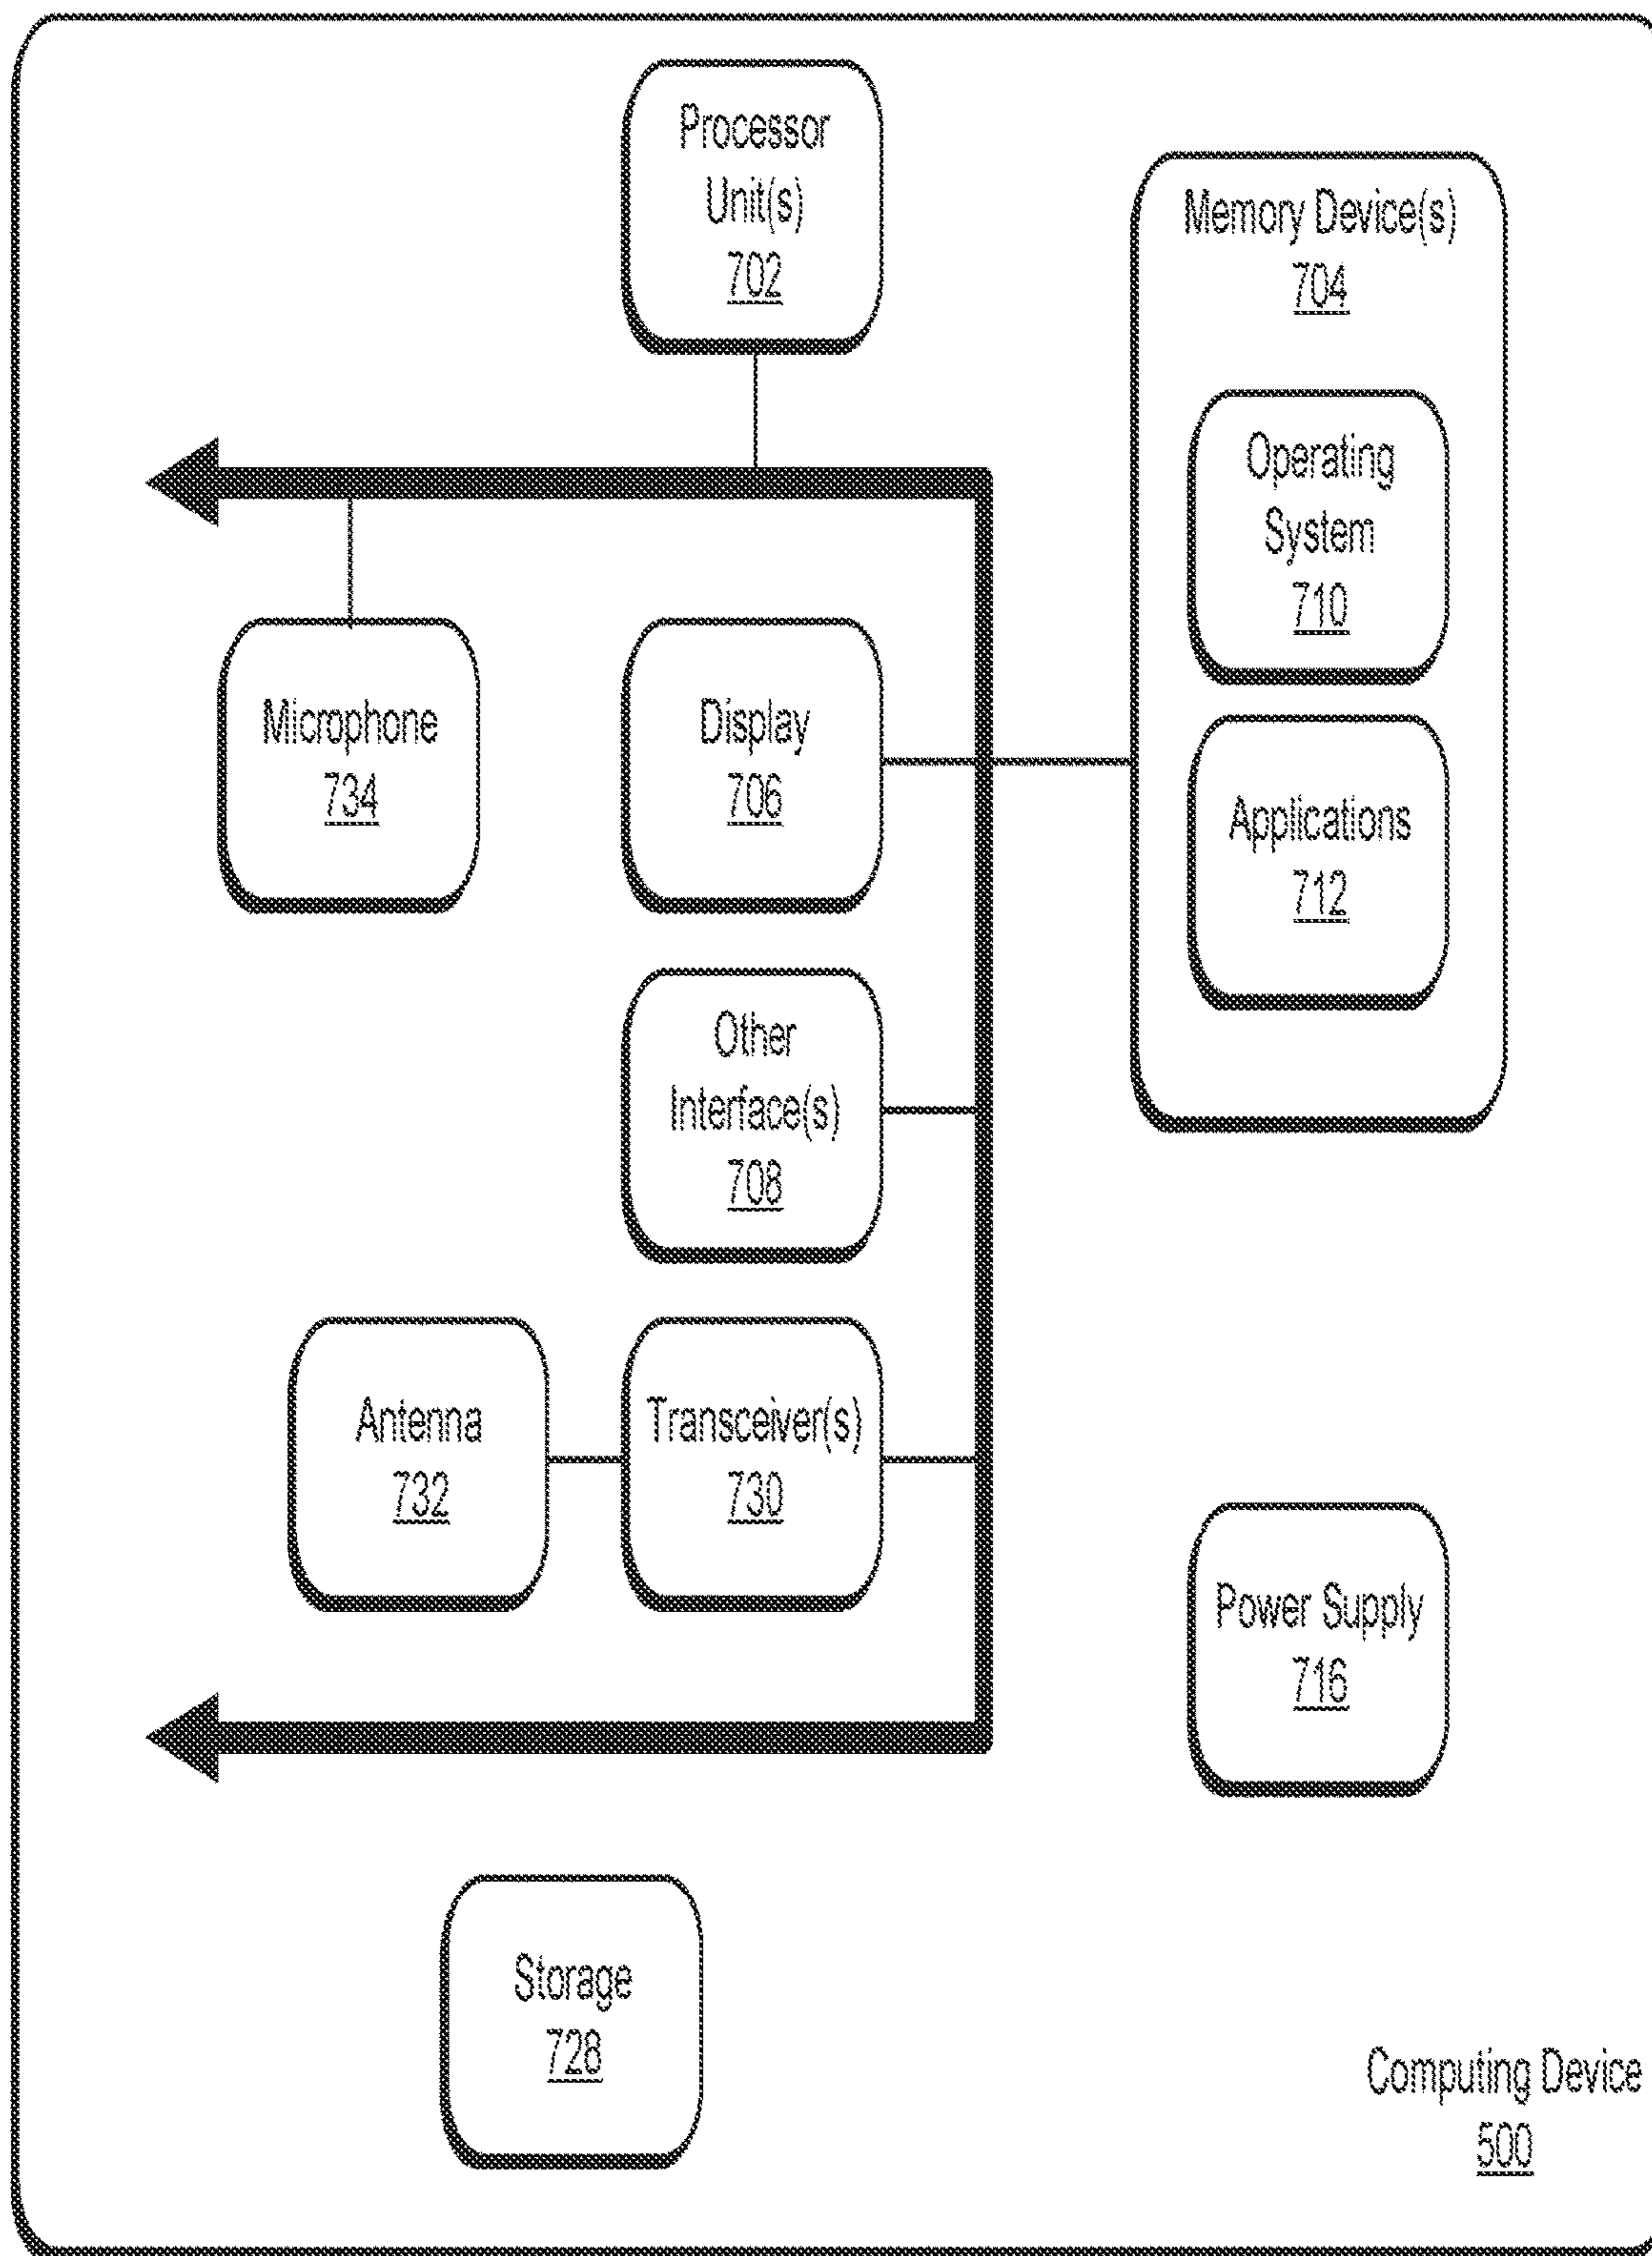 Processor
Unit(s)
702
Memory Device(s)
704
Operating
System
710
Microphone
734
Display
706
Applications
712
Other
Interface(s)
708
Antenna
732
Transceiver(s)
730
Power Supply
716
Storage
728
Computing Device
500